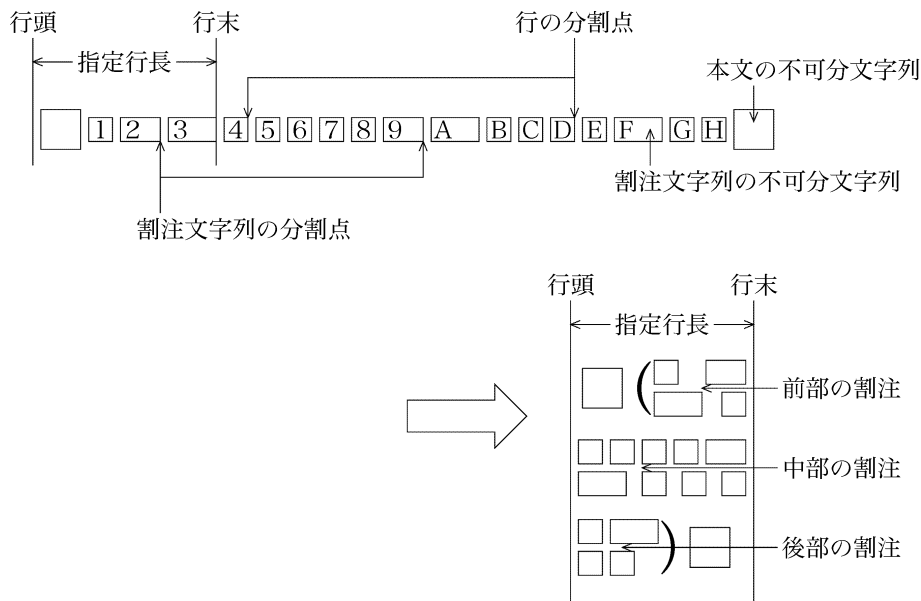 行頭 行末 行の分割点
指定行長 本文の不可分文字列
1 2 3 4 5 6 7 8 9 A B C D E F G H
割注文字列の不可分文字列
割注文字列の分割点
行頭 行末
指定行長
( 前部の割注
中部の割注
) 後部の割注